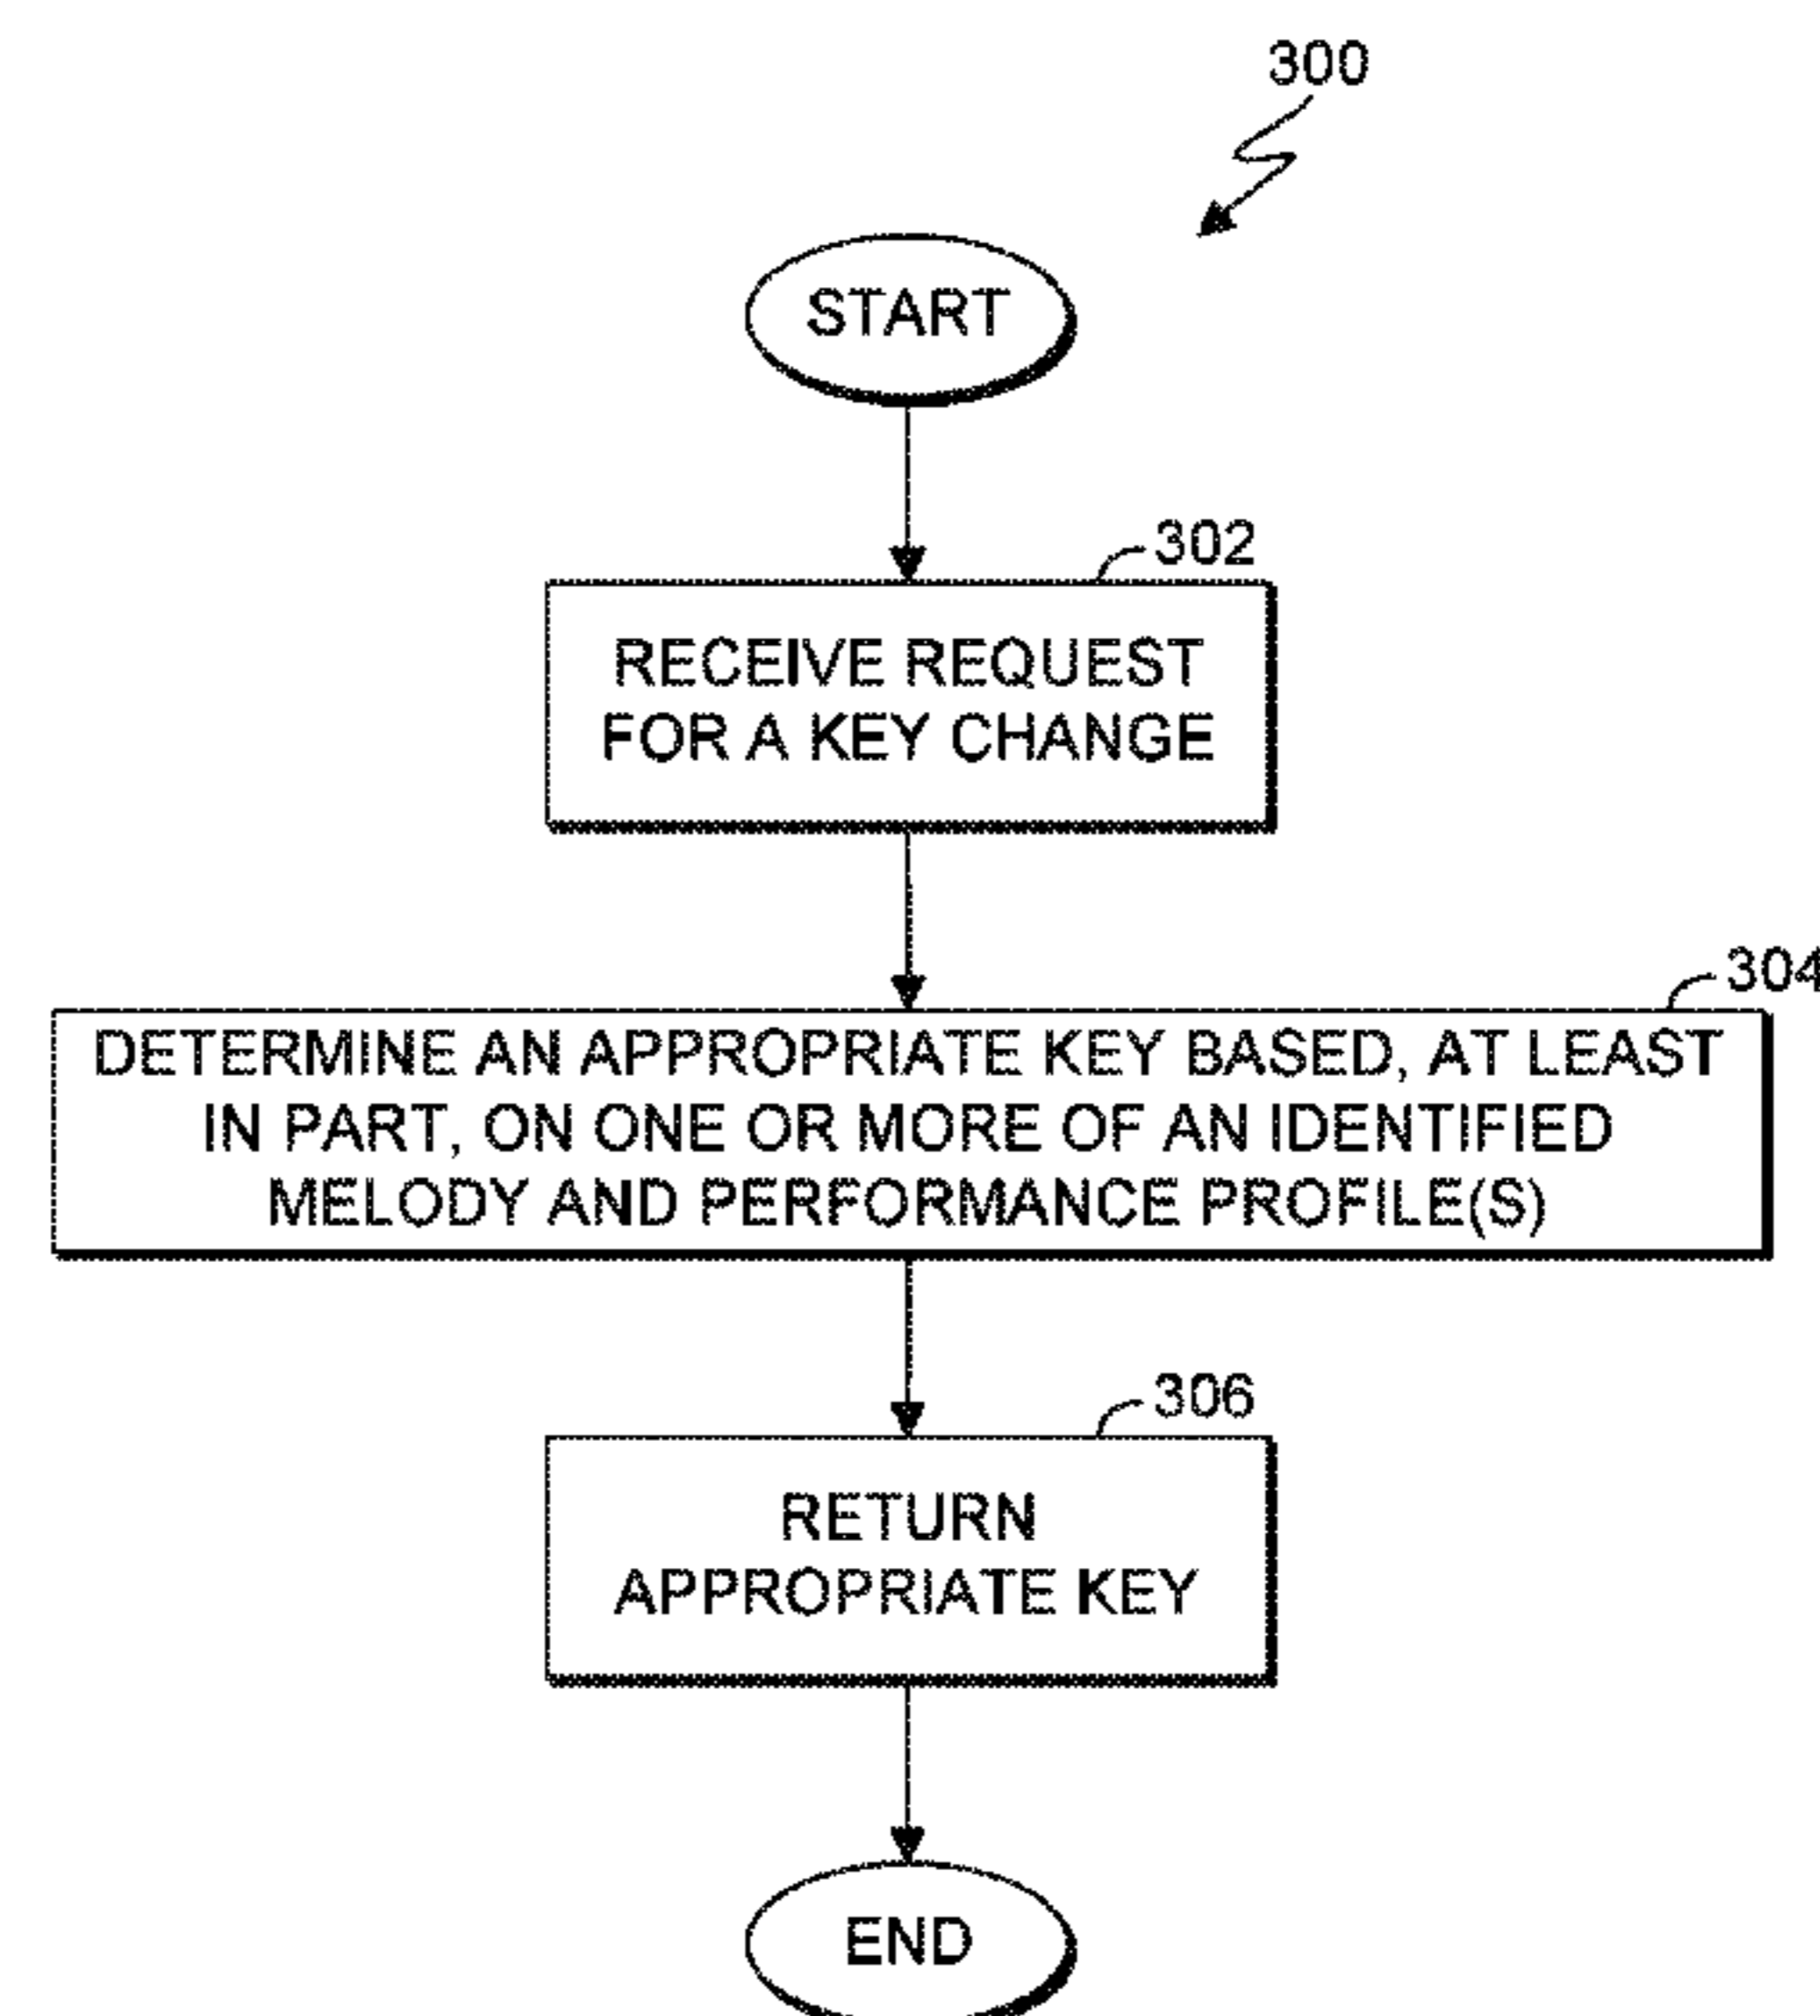 300
START
302
RECEIVE REQUEST
FOR A KEY CHANGE
304
DETERMINE AN APPROPRIATE KEY BASED, AT LEAST
IN PART, ON ONE OR MORE OF AN IDENTIFIED
MELODY AND PERFORMANCE PROFILE(S)
306
RETURN
APPROPRIATE KEY
END